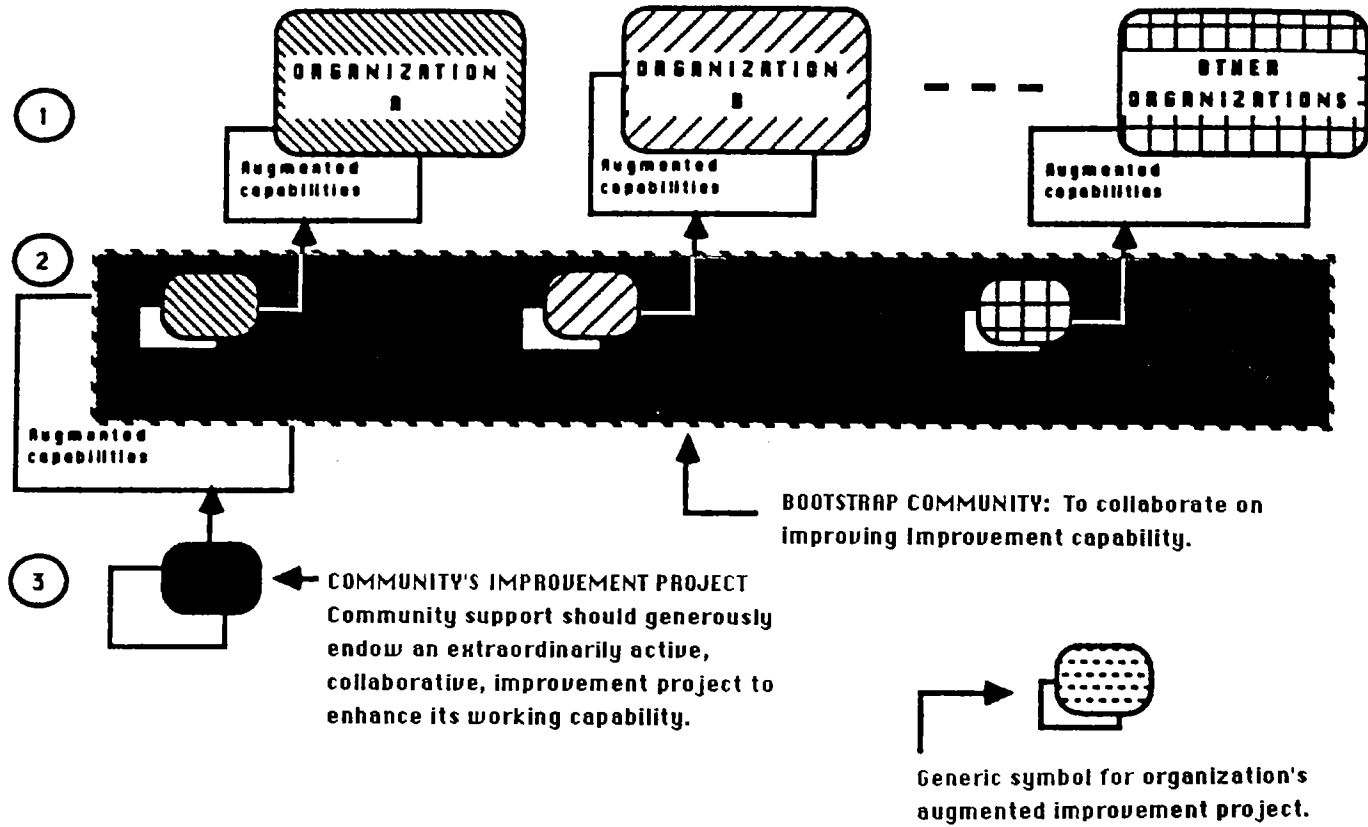 ORGANIZATION
A
ORGANIZATION
B
OTHER
ORGANIZATIONS
1
Augmented
capabilities
Augmented
capabilities
Augmented
capabilities
2
Augmented
capabilities
BOOTSTRAP COMMUNITY: To collaborate on
improving Improvement capability.
3
COMMUNITY'S IMPROVEMENT PROJECT
Community support should generously
endow an extraordinarily active,
collaborative, improvement project to
enhance its working capability.
Generic symbol for organization's
augmented improvement project.